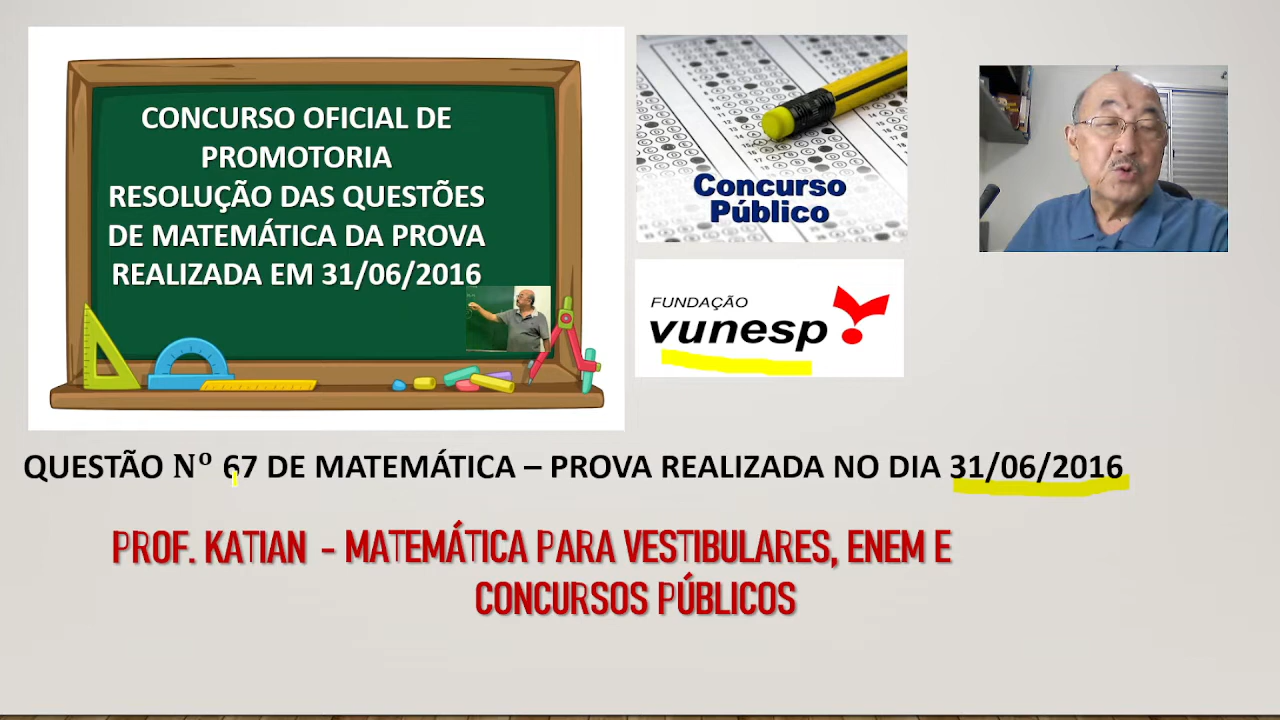 CONCURSO OFICIAL DE
PROMOTORIA
RESOLUÇÃO DAS QUESTÕES
DE MATEMÁTICA DA PROVA
REALIZADA EM 31/06/2016
Concurso
Público
FUNDAÇÃO
vunesp
QUESTÃO Nº 67 DE MATEMÁTICA – PROVA REALIZADA NO DIA 31/06/2016
PROF. KATIAN - MATEMÁTICA PARA VESTIBULARES, ENEM E
CONCURSOS PÚBLICOS